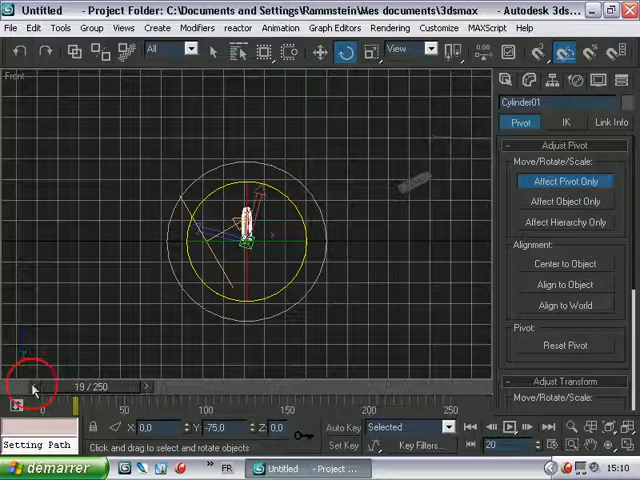 Untitled - Project Folder: C:\Documents and Settings\Rammstein\Mes documents\3dsmax - Autodesk 3ds
File Edit Tools Group Views Create Modifiers reactor Animation Graph Editors Rendering Customize MAXScript Help
All
View
Cylinder01
Front
Pivot IK Link Info
- Adjust Pivot
Move/Rotate/Scale:
Affect Pivot Only
Affect Object Only
Affect Hierarchy Only
Alignment:
Center to Object
Align to Object
Align to World
Pivot:
Reset Pivot
- Adjust Transform
Move/Rotate/Scale:
19 / 250 >
0 50 100 150 200 250
X: 0,0 Y: -75,0 Z: 0,0
Auto Key Selected
Setting Path
Click and drag to select and rotate objects
Set Key Key Filters... 20
démarrer
» FR
Untitled - Project ...
15:10